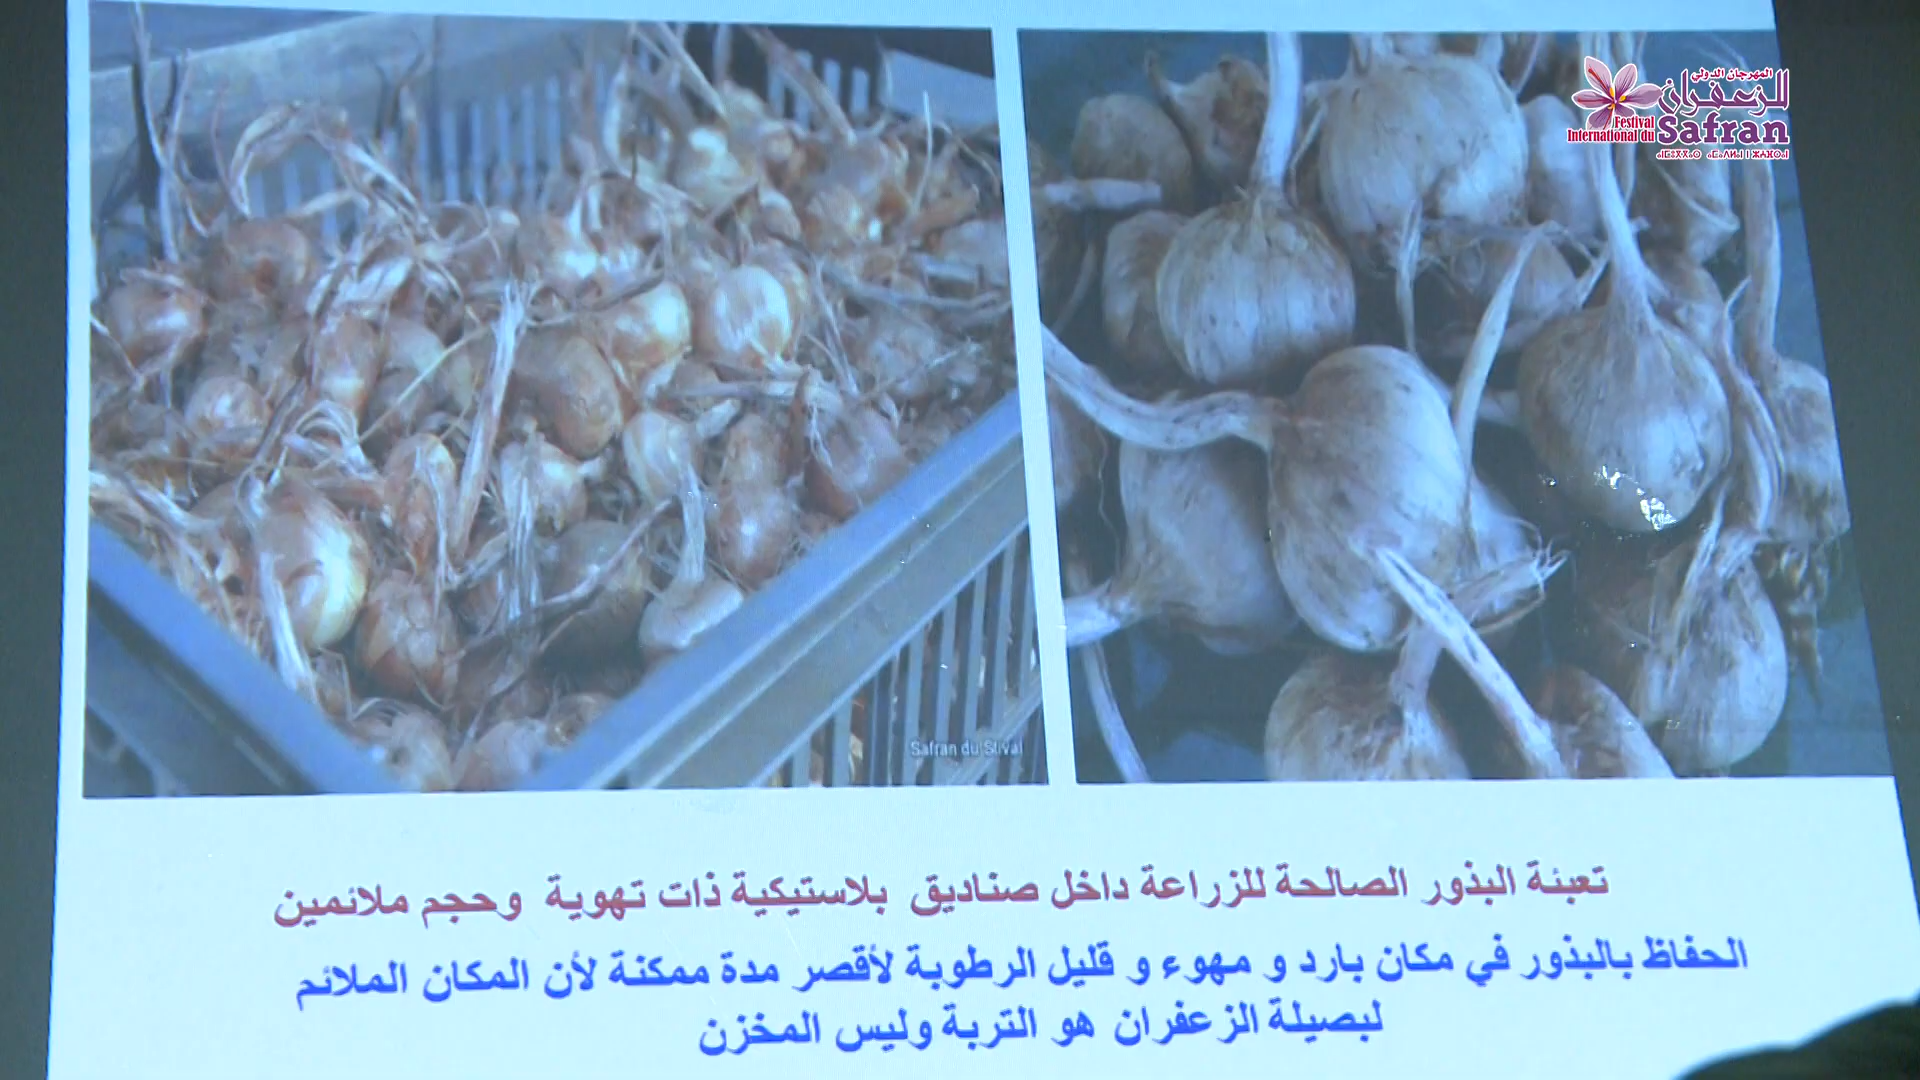 المهرجان الدولي
للزعفران
Festival
International du
Safran
Safran du Stival
تعبئة البذور الصالحة للزراعة داخل صناديق بلاستيكية ذات تهوية وحجم ملائمين
الحفاظ بالبذور في مكان بارد و مهوء و قليل الرطوبة لأقصر مدة ممكنة لأن المكان الملائم
لبصيلة الزعفران هو التربة وليس المخزن